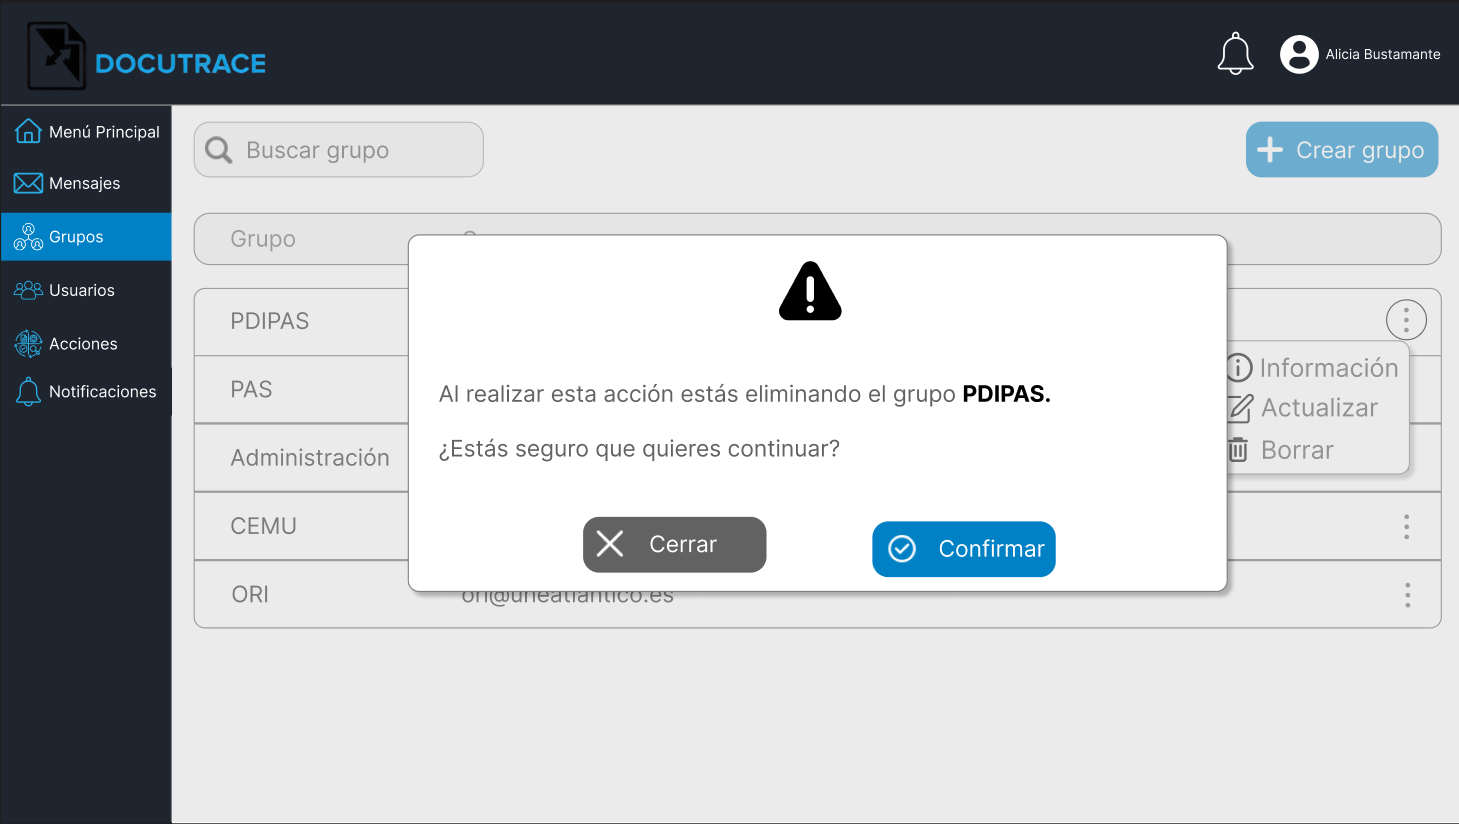 DOCUTRACE
Alicia Bustamante
Menú Principal
Mensajes
Grupos
Usuarios
Acciones
Notificaciones
Buscar grupo
Crear grupo
Grupo
PDIPAS
PAS
Administración
CEMU
ORI
ori@uneatlantico.es
Información
Actualizar
Borrar
Al realizar esta acción estás eliminando el grupo PDIPAS.
¿Estás seguro que quieres continuar?
Cerrar
Confirmar